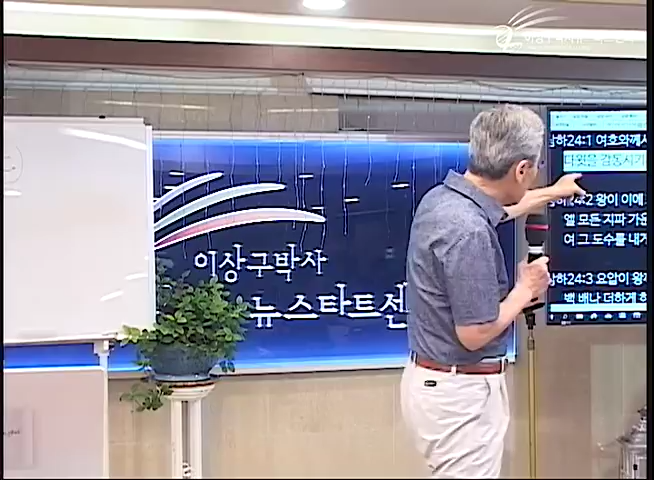 이상구박사
뉴스타트센
삼하24:1 여호와께서
다윗을 감동시키
24:2 왕이 이에
엘 모든 지파 가운
여 그 도수를 내게
삼하24:3 요압이 왕
백 배나 더하게 하